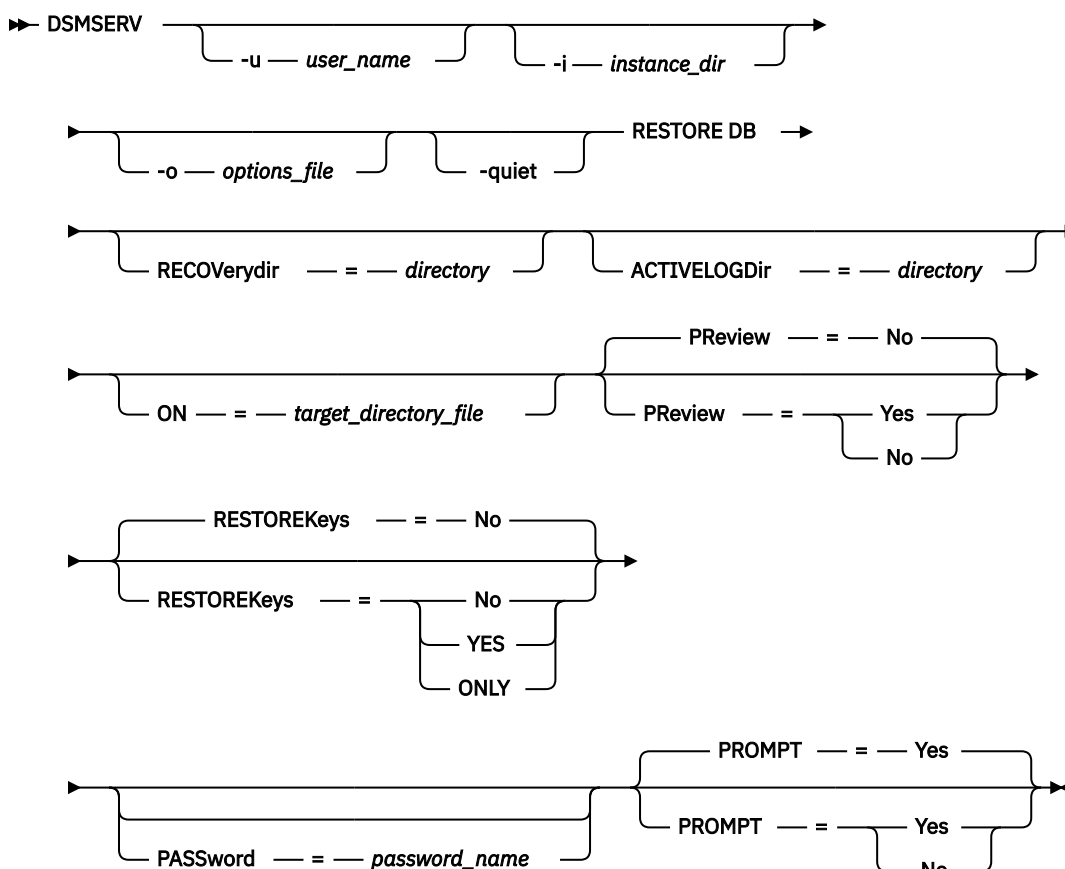 DSMSERV
-u user_name -i instance_dir
-o options_file -quiet RESTORE DB
RECOVerydir = directory ACTIVELOGDir = directory
PReview = No
ON = target_directory_file PReview = Yes
No
RESTOREKeys = No
RESTOREKeys = No
YES
ONLY
PROMPT = Yes
PROMPT = Yes
PASSword = password_name No